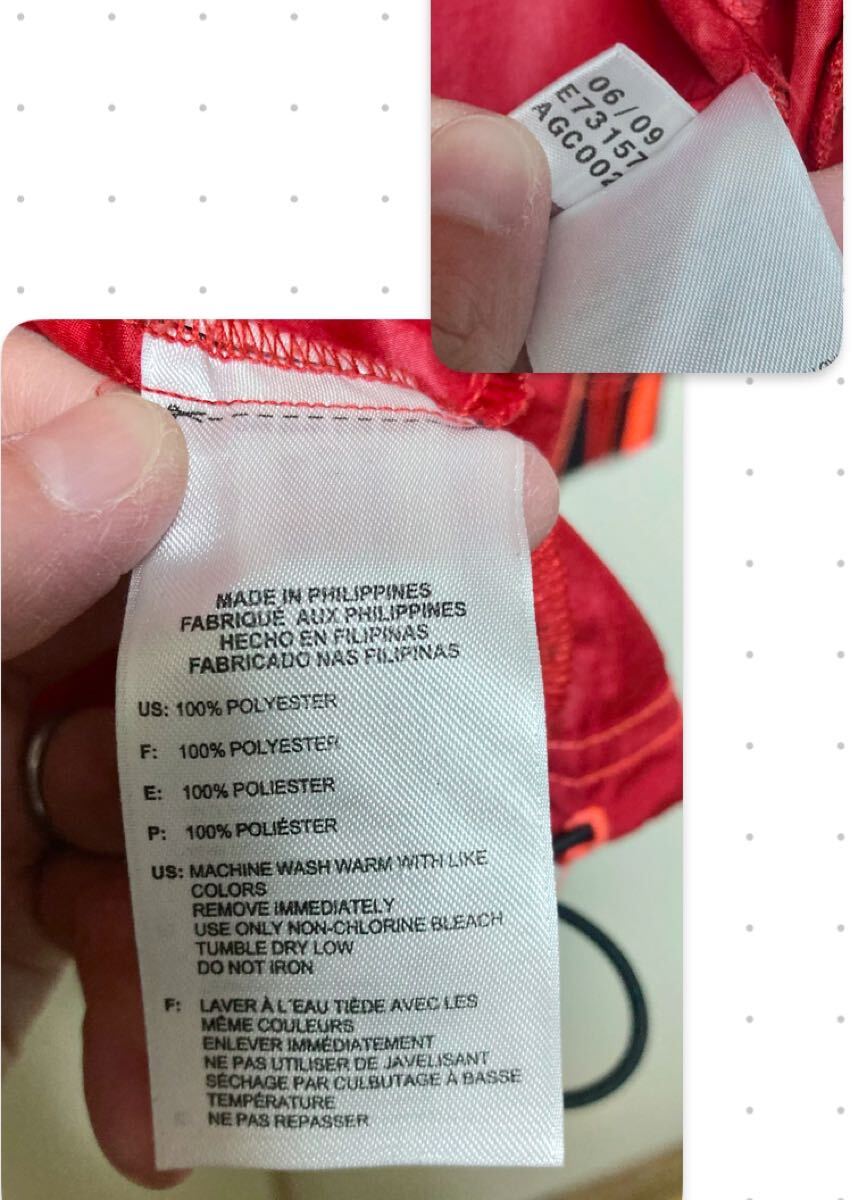 06/09
E73157
AGC002
MADE IN PHILIPPINES
FABRIQUÉ AUX PHILIPPINES
HECHO EN FILIPINAS
FABRICADO NAS FILIPINAS
US: 100% POLYESTER
F: 100% POLYESTER
E: 100% POLIESTER
P: 100% POLIÉSTER
US: MACHINE WASH WARM WITH LIKE
COLORS
REMOVE IMMEDIATELY
USE ONLY NON-CHLORINE BLEACH
TUMBLE DRY LOW
DO NOT IRON
F: LAVER À L'EAU TIÈDE AVEC LES
MÊME COULEURS
ENLEVER IMMÉDIATEMENT
NE PAS UTILISER DE JAVELISANT
SÉCHAGE PAR CULBUTAGE À BASSE
TEMPÉRATURE
NE PAS REPASSER